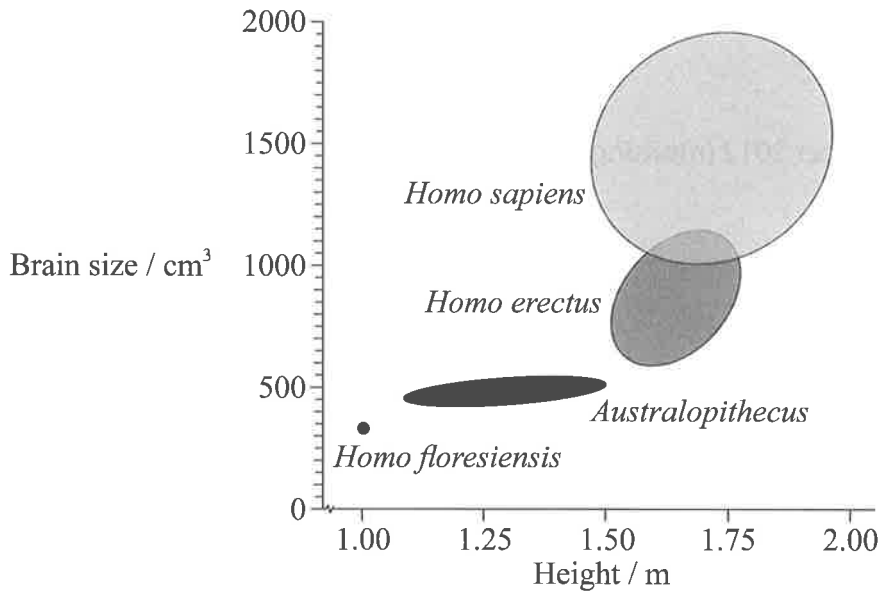 2000
1500
Homo sapiens
Brain size / cm³
1000
Homo erectus
500
Australopithecus
Homo floresiensis
0
1.00 1.25 1.50 1.75 2.00
Height / m